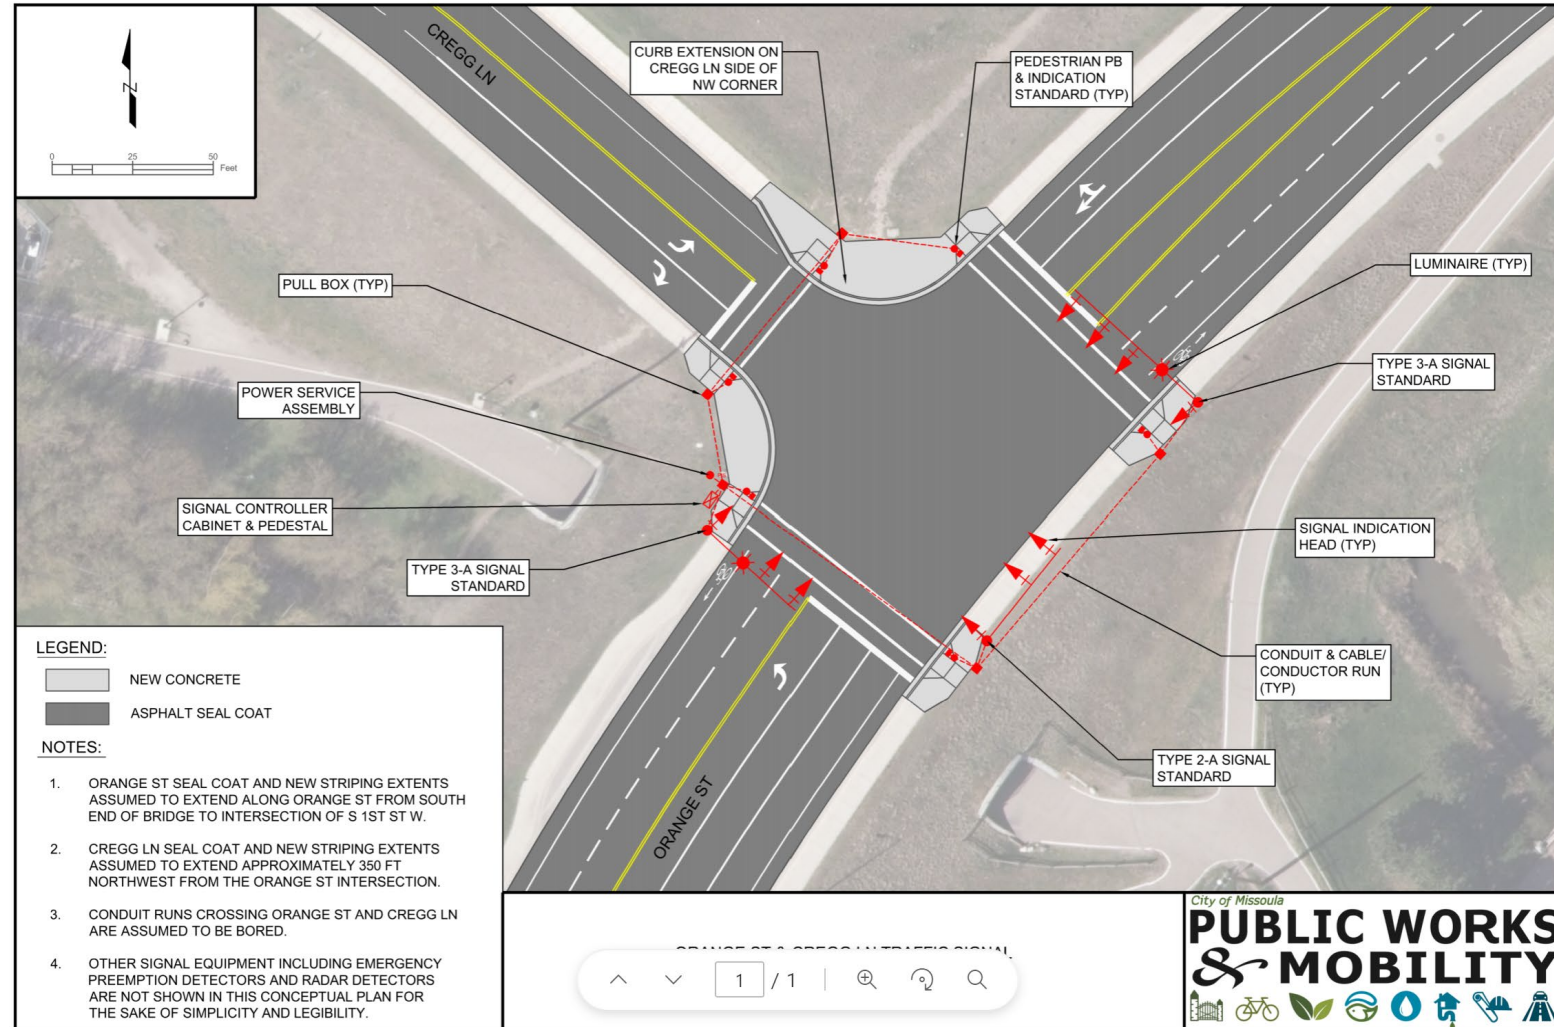 N
0 25 50
Feet
CREGG LN
CURB EXTENSION ON
CREGG LN SIDE OF
NW CORNER
PEDESTRIAN PB
& INDICATION
STANDARD (TYP)
PULL BOX (TYP)
LUMINAIRE (TYP)
POWER SERVICE
ASSEMBLY
TYPE 3-A SIGNAL
STANDARD
SIGNAL CONTROLLER
CABINET & PEDESTAL
SIGNAL INDICATION
HEAD (TYP)
TYPE 3-A SIGNAL
STANDARD
CONDUIT & CABLE/
CONDUCTOR RUN
(TYP)
TYPE 2-A SIGNAL
STANDARD
ORANGE ST
LEGEND:
NEW CONCRETE
ASPHALT SEAL COAT
NOTES:
1. ORANGE ST SEAL COAT AND NEW STRIPING EXTENTS
ASSUMED TO EXTEND ALONG ORANGE ST FROM SOUTH
END OF BRIDGE TO INTERSECTION OF S 1ST ST W.
2. CREGG LN SEAL COAT AND NEW STRIPING EXTENTS
ASSUMED TO EXTEND APPROXIMATELY 350 FT
NORTHWEST FROM THE ORANGE ST INTERSECTION.
3. CONDUIT RUNS CROSSING ORANGE ST AND CREGG LN
ARE ASSUMED TO BE BORED.
4. OTHER SIGNAL EQUIPMENT INCLUDING EMERGENCY
PREEMPTION DETECTORS AND RADAR DETECTORS
ARE NOT SHOWN IN THIS CONCEPTUAL PLAN FOR
THE SAKE OF SIMPLICITY AND LEGIBILITY.
ORANGE ST & CREGG LN TRAFFIC SIGNAL
1 / 1
City of Missoula
PUBLIC WORKS
& MOBILITY